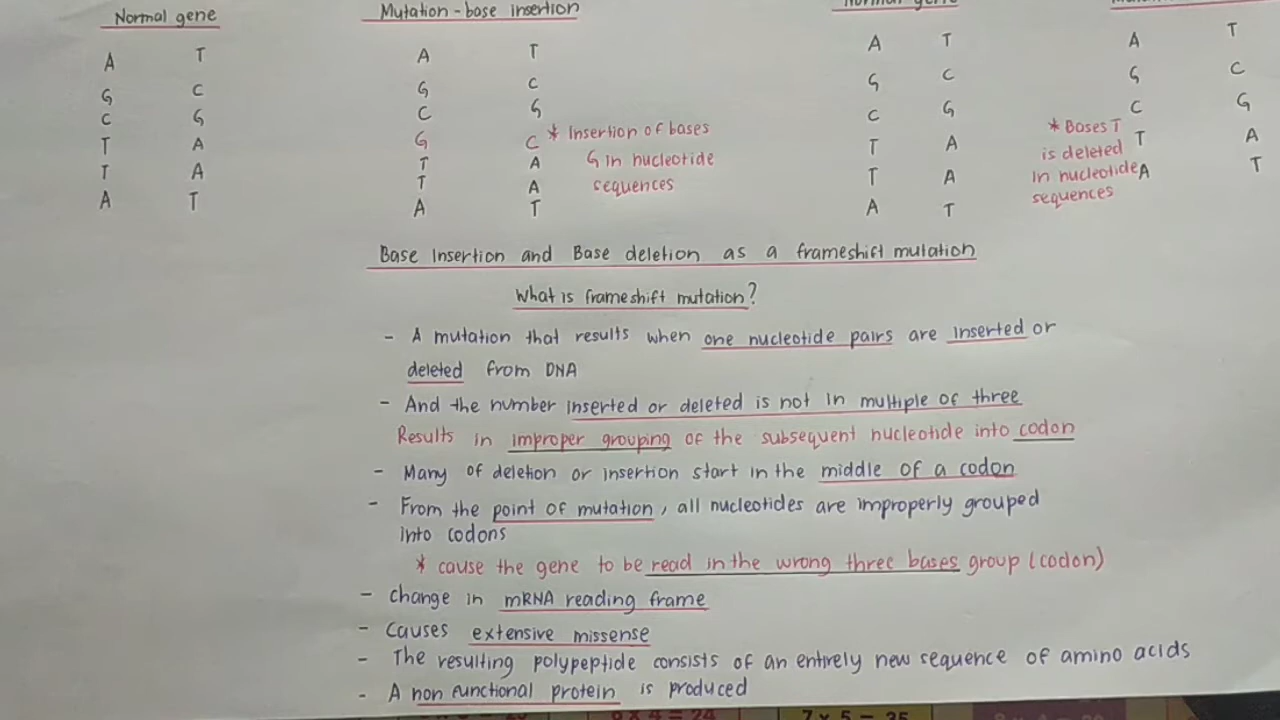 Normal gene
A T
G C
C G
T A
T A
A T
Mutation - base insertion
A T
G C
C G
G C
T A
T A
A T
* Insertion of bases
G in nucleotide
sequences
Normal gene
A T
G C
C G
T A
T A
A T
A T
G C
C G
T A
A T
* Bases T
is deleted
in nucleotide
sequences
Base Insertion and Base deletion as a frameshift mutation
What is frameshift mutation?
- A mutation that results when one nucleotide pairs are inserted or
deleted from DNA
- And the number inserted or deleted is not in multiple of three
Results in improper grouping of the subsequent nucleotide into codon
- Many of deletion or insertion start in the middle of a codon
- From the point of mutation, all nucleotides are improperly grouped
into codons
* cause the gene to be read in the wrong three bases group (codon)
- change in mRNA reading frame
- Causes extensive missense
- The resulting polypeptide consists of an entirely new sequence of amino acids
- A non functional protein is produced
7 x 5 = 35